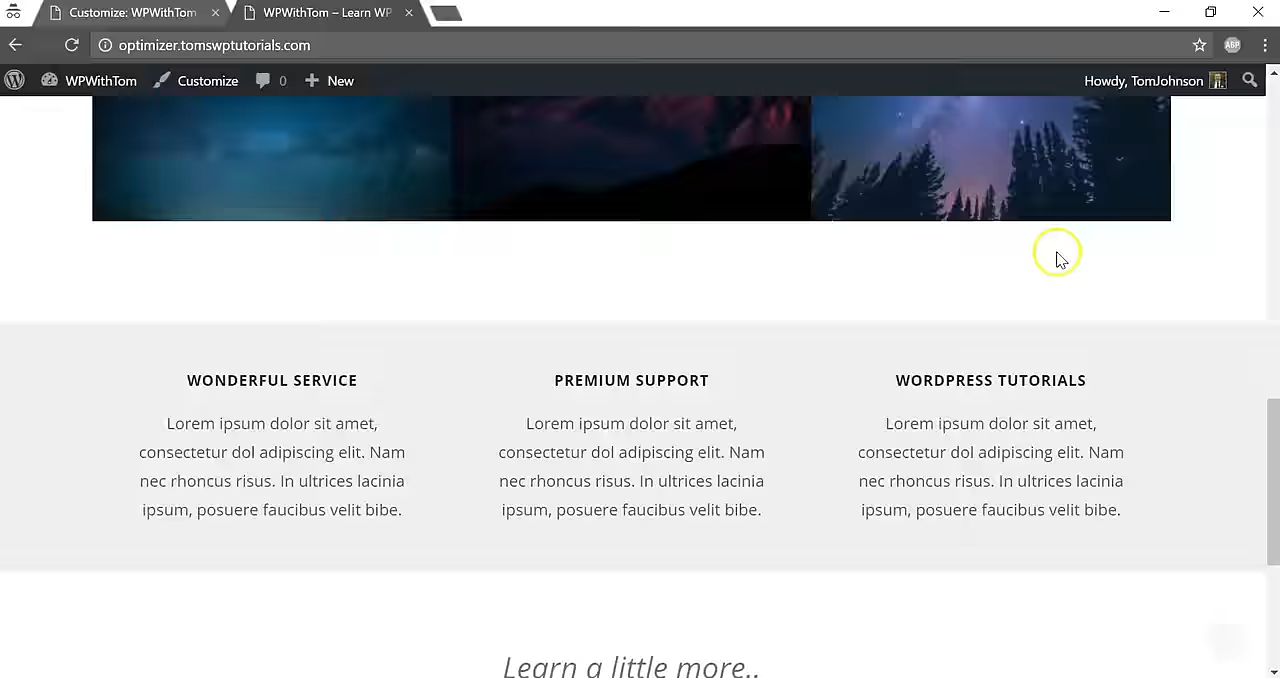 Customize: WPWithTom
WPWithTom – Learn WP
optimizer.tomswptutorials.com
ABP
WPWithTom Customize 0 New Howdy, TomJohnson
WONDERFUL SERVICE
Lorem ipsum dolor sit amet,
consectetur dol adipiscing elit. Nam
nec rhoncus risus. In ultrices lacinia
ipsum, posuere faucibus velit bibe.
PREMIUM SUPPORT
Lorem ipsum dolor sit amet,
consectetur dol adipiscing elit. Nam
nec rhoncus risus. In ultrices lacinia
ipsum, posuere faucibus velit bibe.
WORDPRESS TUTORIALS
Lorem ipsum dolor sit amet,
consectetur dol adipiscing elit. Nam
nec rhoncus risus. In ultrices lacinia
ipsum, posuere faucibus velit bibe.
Learn a little more..